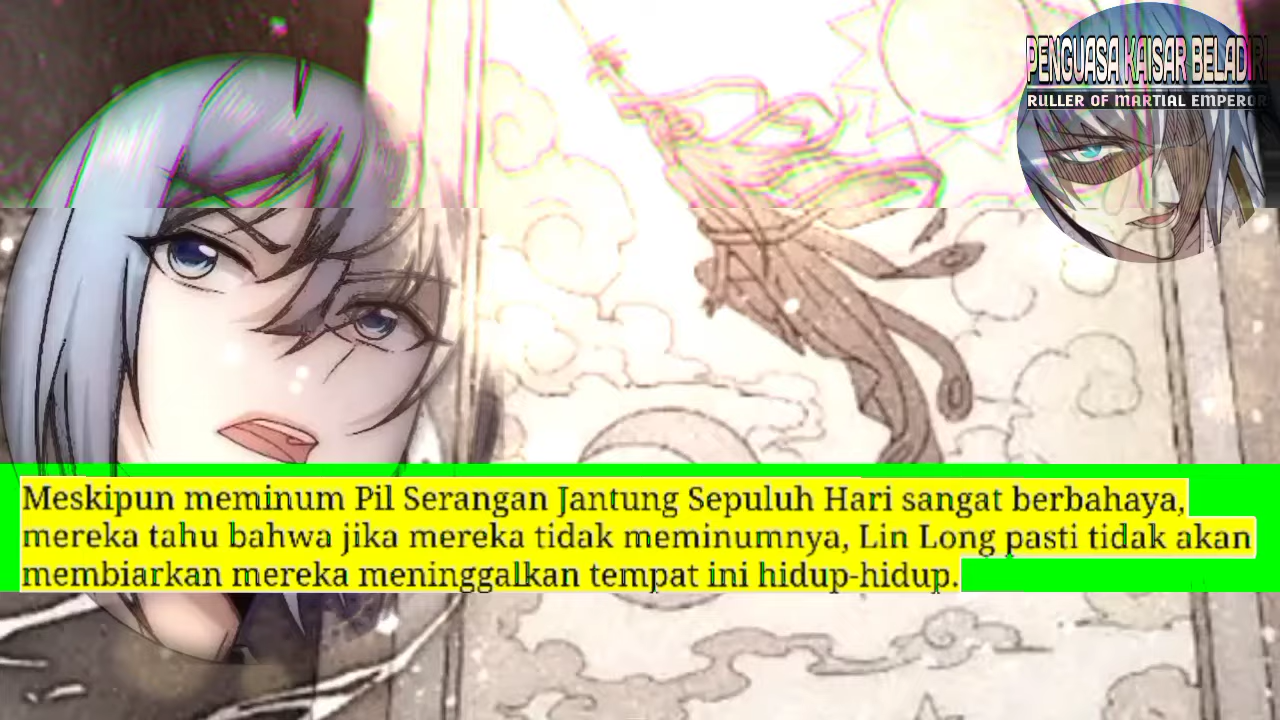 PENGUASA KAISAR BELADIRI
RULLER OF MARTIAL EMPEROR
Meskipun meminum Pil Serangan Jantung Sepuluh Hari sangat berbahaya,
mereka tahu bahwa jika mereka tidak meminumnya, Lin Long pasti tidak akan
membiarkan mereka meninggalkan tempat ini hidup-hidup.